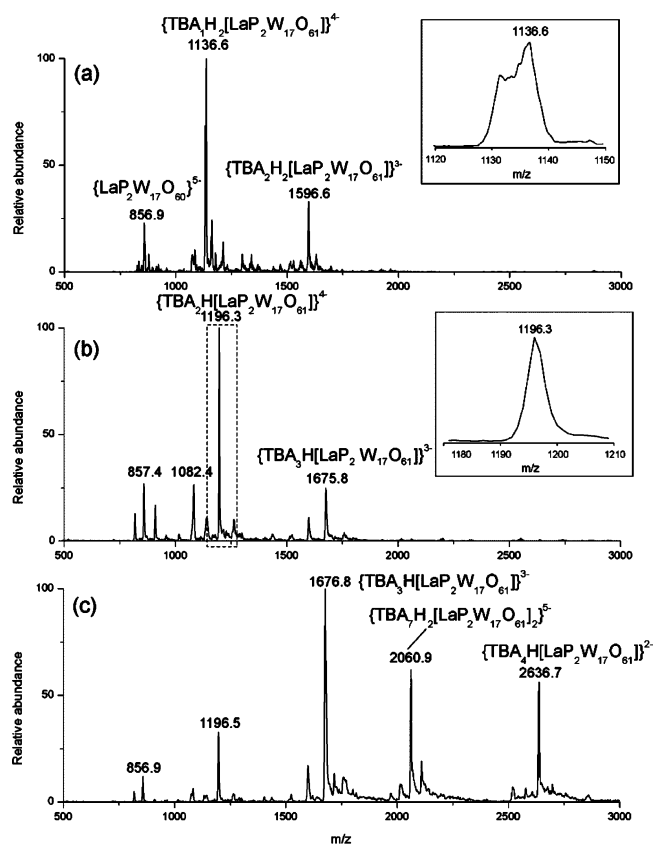 {TBA₁H₂[LaP₂W₁₇O₆₁]}⁴⁻
1136.6
(a)
100
50
0
Relative abundance
{LaP₂W₁₇O₆₀}⁵⁻
856.9
{TBA₂H₂[LaP₂W₁₇O₆₁]}³⁻
1596.6
1136.6
1120 1130 1140 1150
m/z
500 1000 1500 2000 2500 3000
{TBA₂H[LaP₂W₁₇O₆₁]}⁴⁻
1196.3
(b)
100
50
0
Relative abundance
857.4
1082.4
{TBA₃H[LaP₂ W₁₇O₆₁]}³⁻
1675.8
1196.3
1180 1190 1200 1210
m/z
500 1000 1500 2000 2500 3000
(c)
100
50
0
Relative abundance
1676.8 {TBA₃H[LaP₂W₁₇O₆₁]}³⁻
{TBA₇H₂[LaP₂W₁₇O₆₁]₂}⁵⁻
2060.9
{TBA₄H[LaP₂W₁₇O₆₁]}²⁻
2636.7
1196.5
856.9
500 1000 1500 2000 2500 3000
m/z